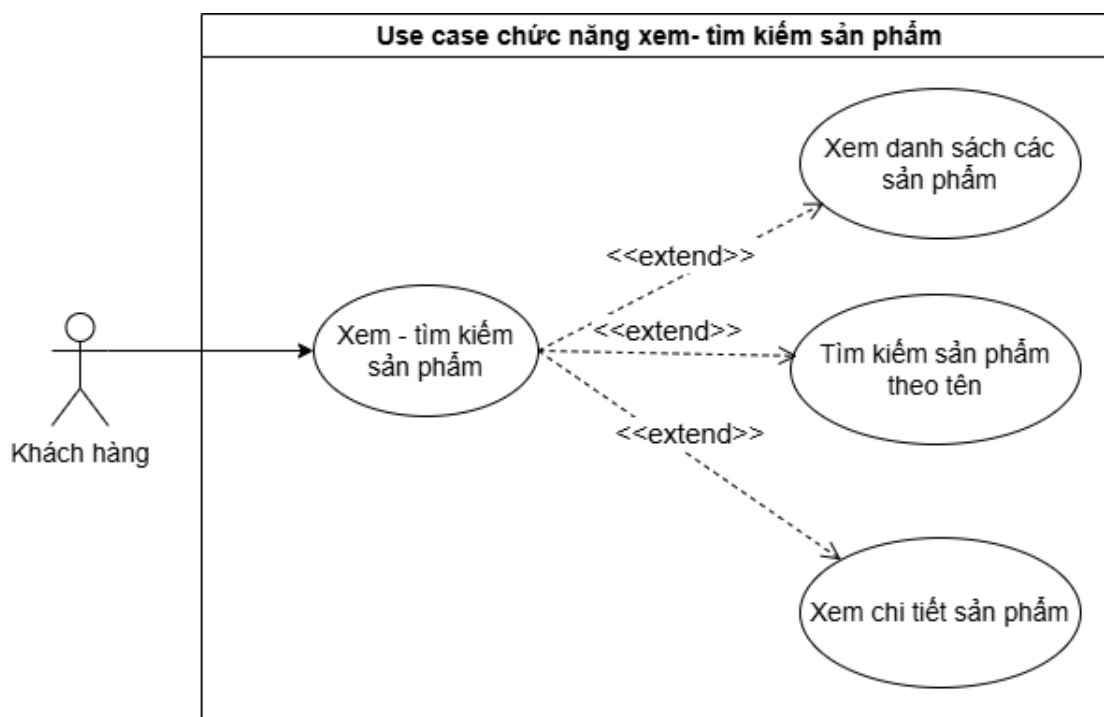 Use case chức năng xem- tìm kiếm sản phẩm
Xem danh sách các
sản phẩm
<<extend>>
Xem - tìm kiếm
sản phẩm
<<extend>>
Tìm kiếm sản phẩm
theo tên
<<extend>>
Khách hàng
Xem chi tiết sản phẩm